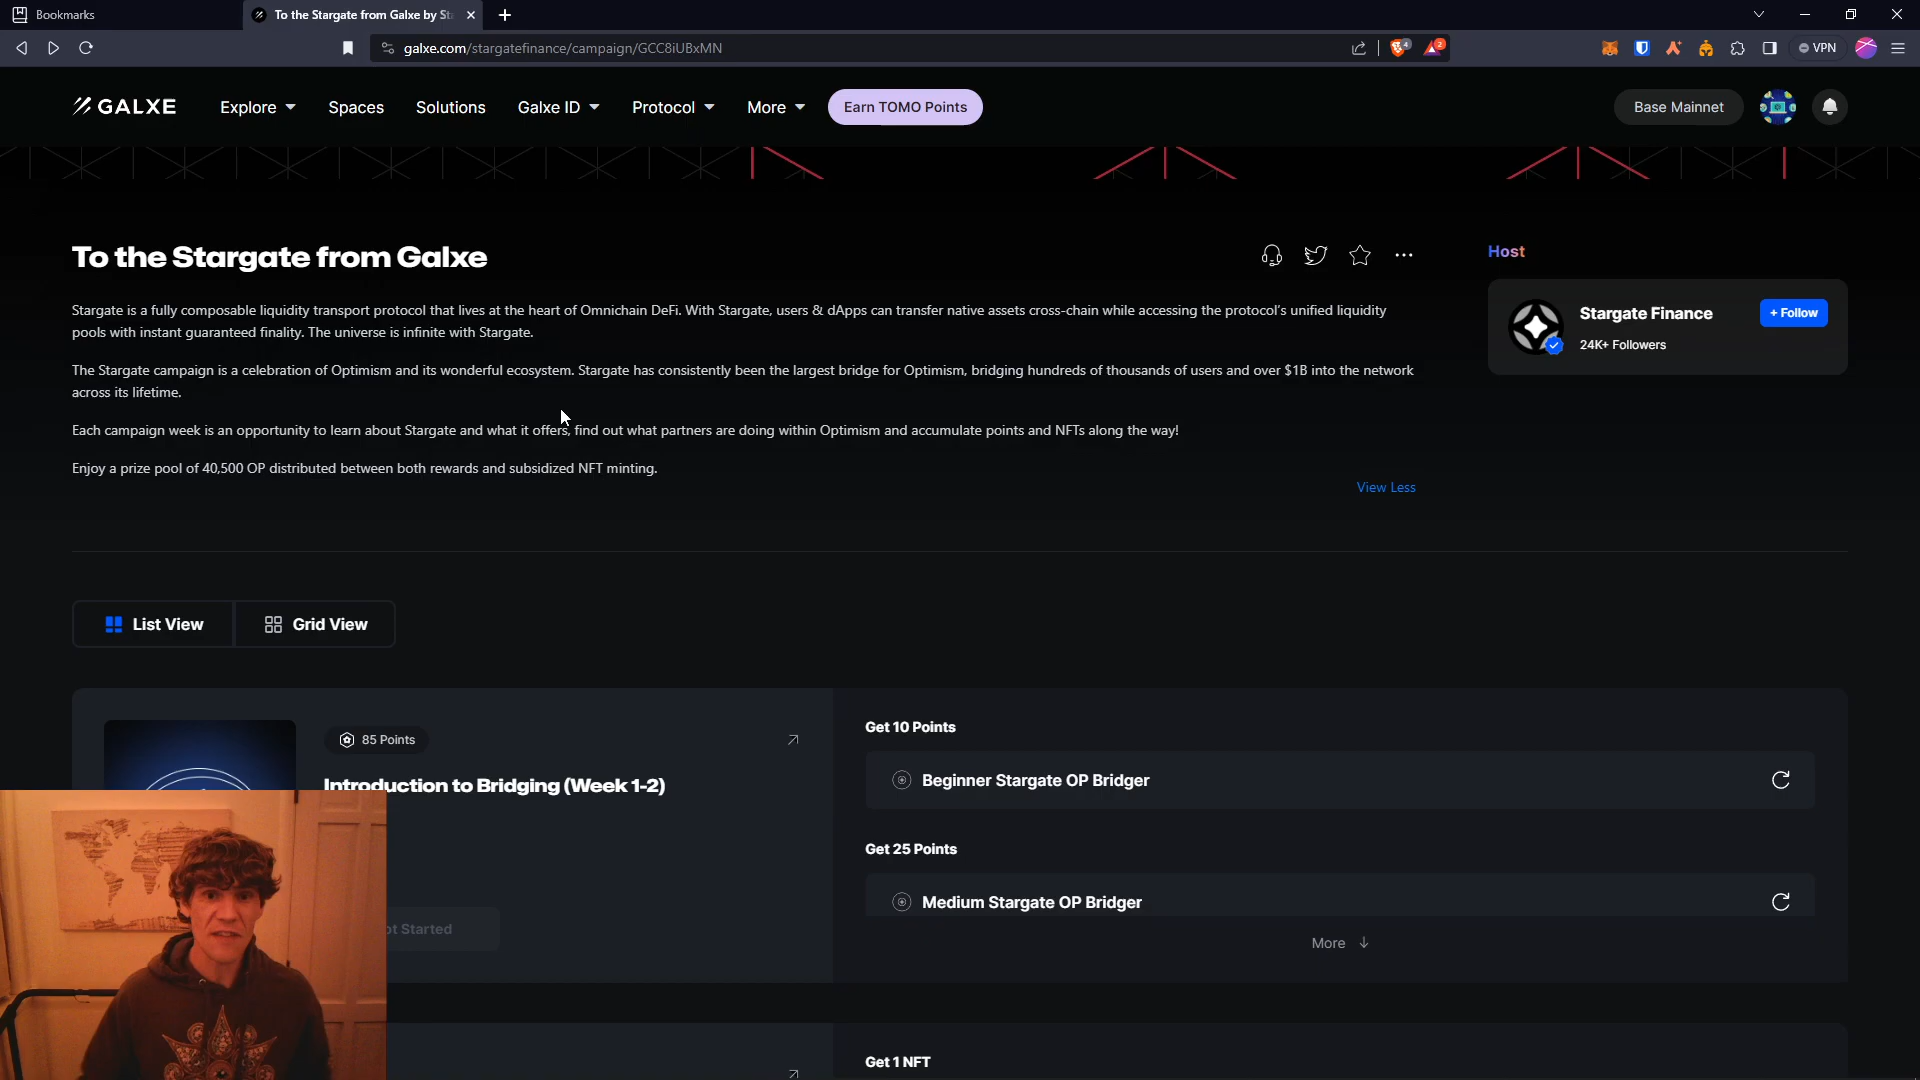 Bookmarks
To the Stargate from Galxe by St
galxe.com/stargatefinance/campaign/GCC8iUBxMN
4
2
VPN
GALXE
Explore
Spaces
Solutions
Galxe ID
Protocol
More
Earn TOMO Points
Base Mainnet
To the Stargate from Galxe
Host
Stargate Finance
+ Follow
24K+ Followers
Stargate is a fully composable liquidity transport protocol that lives at the heart of Omnichain DeFi. With Stargate, users & dApps can transfer native assets cross-chain while accessing the protocol's unified liquidity
pools with instant guaranteed finality. The universe is infinite with Stargate.
The Stargate campaign is a celebration of Optimism and its wonderful ecosystem. Stargate has consistently been the largest bridge for Optimism, bridging hundreds of thousands of users and over $1B into the network
across its lifetime.
Each campaign week is an opportunity to learn about Stargate and what it offers, find out what partners are doing within Optimism and accumulate points and NFTs along the way!
Enjoy a prize pool of 40,500 OP distributed between both rewards and subsidized NFT minting.
View Less
List View
Grid View
85 Points
Introduction to Bridging (Week 1-2)
ot Started
Get 10 Points
Beginner Stargate OP Bridger
Get 25 Points
Medium Stargate OP Bridger
More
Get 1 NFT